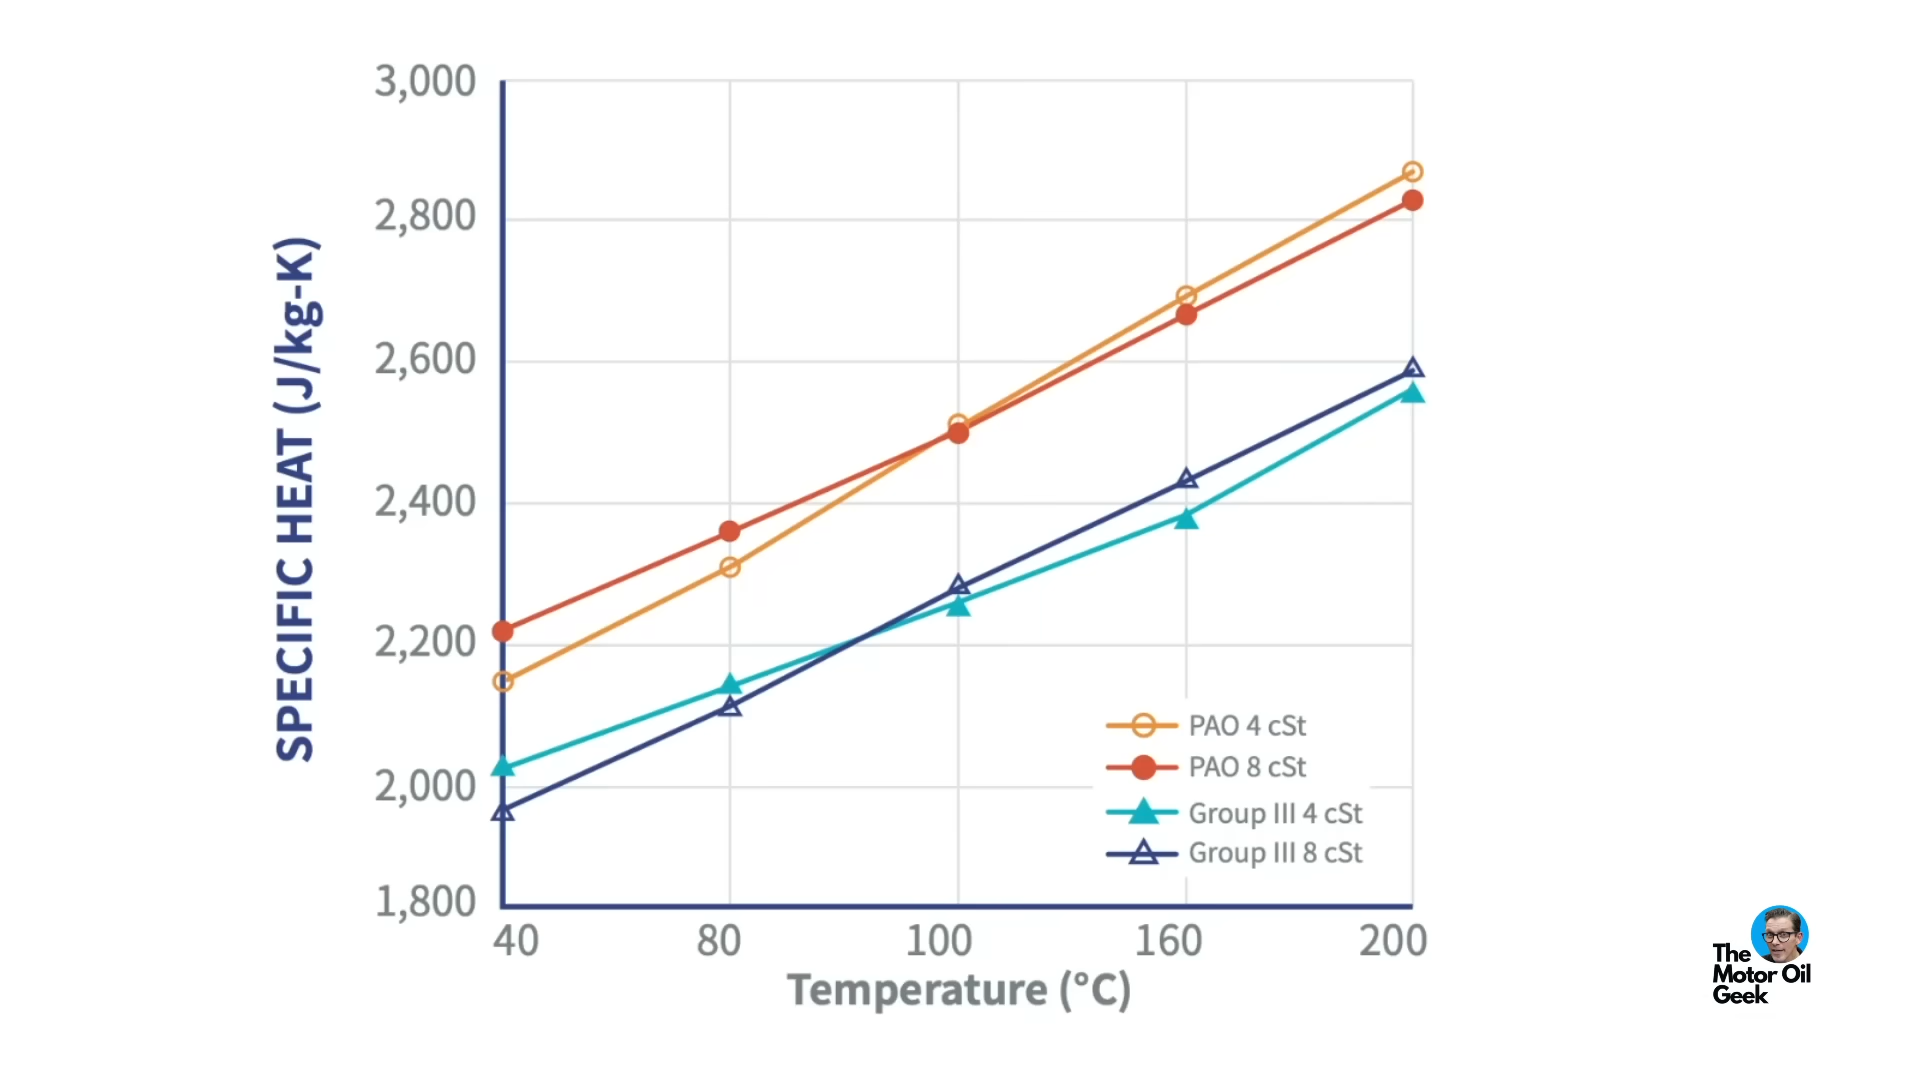 3,000
2,800
2,600
2,400
2,200
2,000
1,800
SPECIFIC HEAT (J/kg-K)
PAO 4 cSt
PAO 8 cSt
Group III 4 cSt
Group III 8 cSt
40 80 100 160 200
Temperature (°C)
The
Motor Oil
Geek